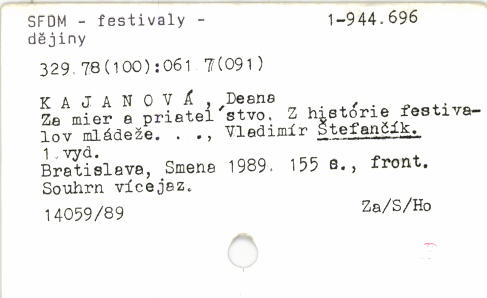 SFDM - festivaly - 1-944.696
dějiny
329.78(100):061.7(091)
K A J A N O V Á , Deana
Za mier a priateľstvo. Z histórie festiva-
lov mládeže. . ., Vladimír Štefančík.
1.vyd.
Bratislava, Smena 1989. 155 s., front.
Souhrn vícejaz.
14059/89 Za/S/Ho